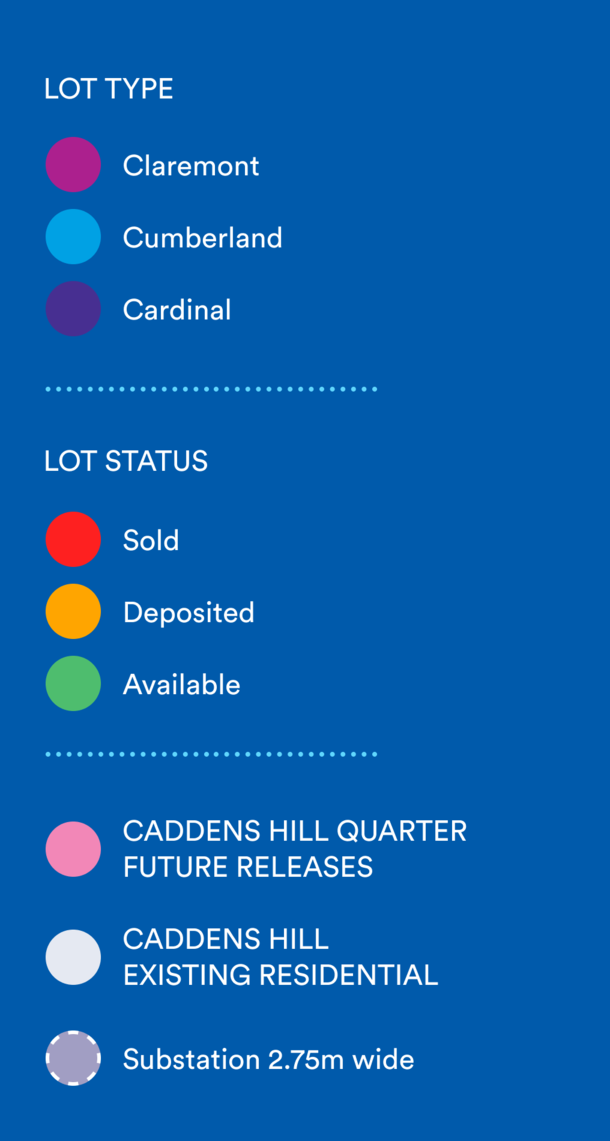 LOT TYPE
Claremont
Cumberland
Cardinal
LOT STATUS
Sold
Deposited
Available
CADDENS HILL QUARTER
FUTURE RELEASES
CADDENS HILL
EXISTING RESIDENTIAL
Substation 2.75m wide